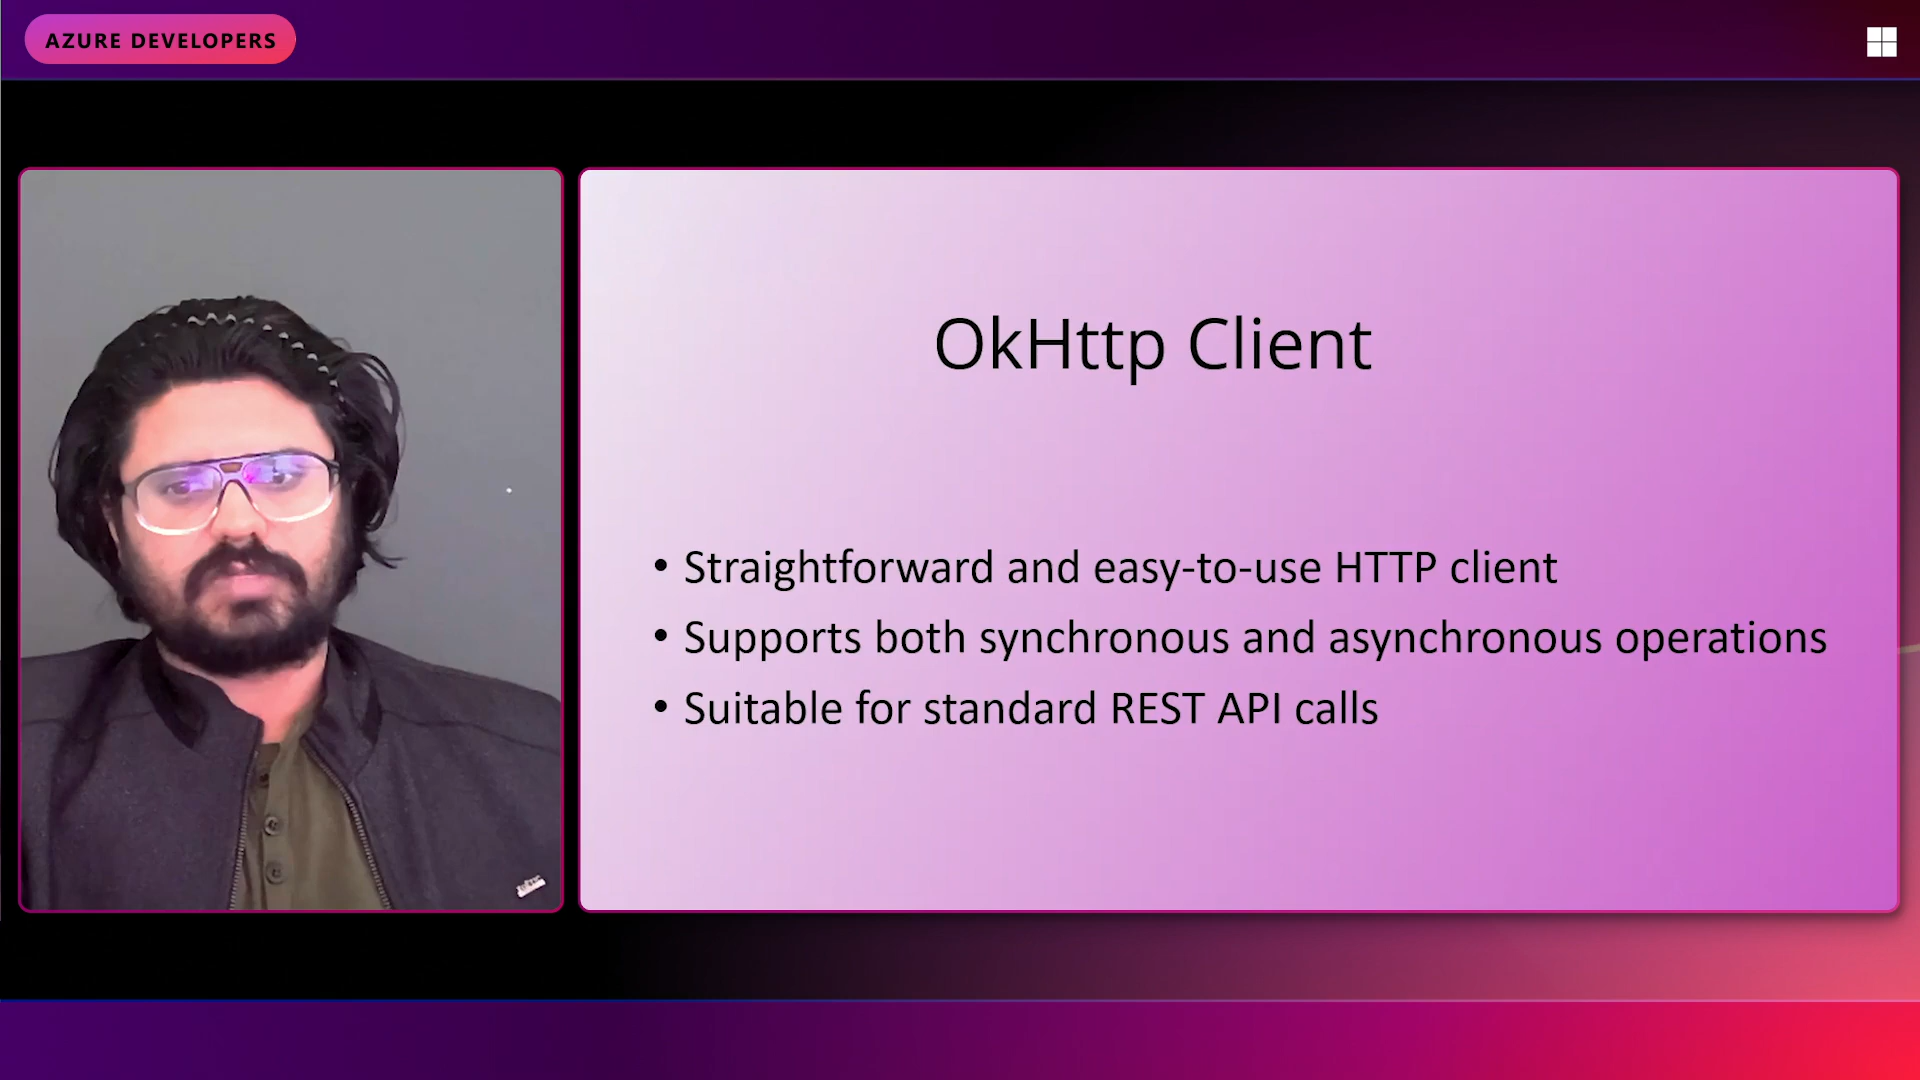 AZURE DEVELOPERS
OkHttp Client
• Straightforward and easy-to-use HTTP client
• Supports both synchronous and asynchronous operations
• Suitable for standard REST API calls